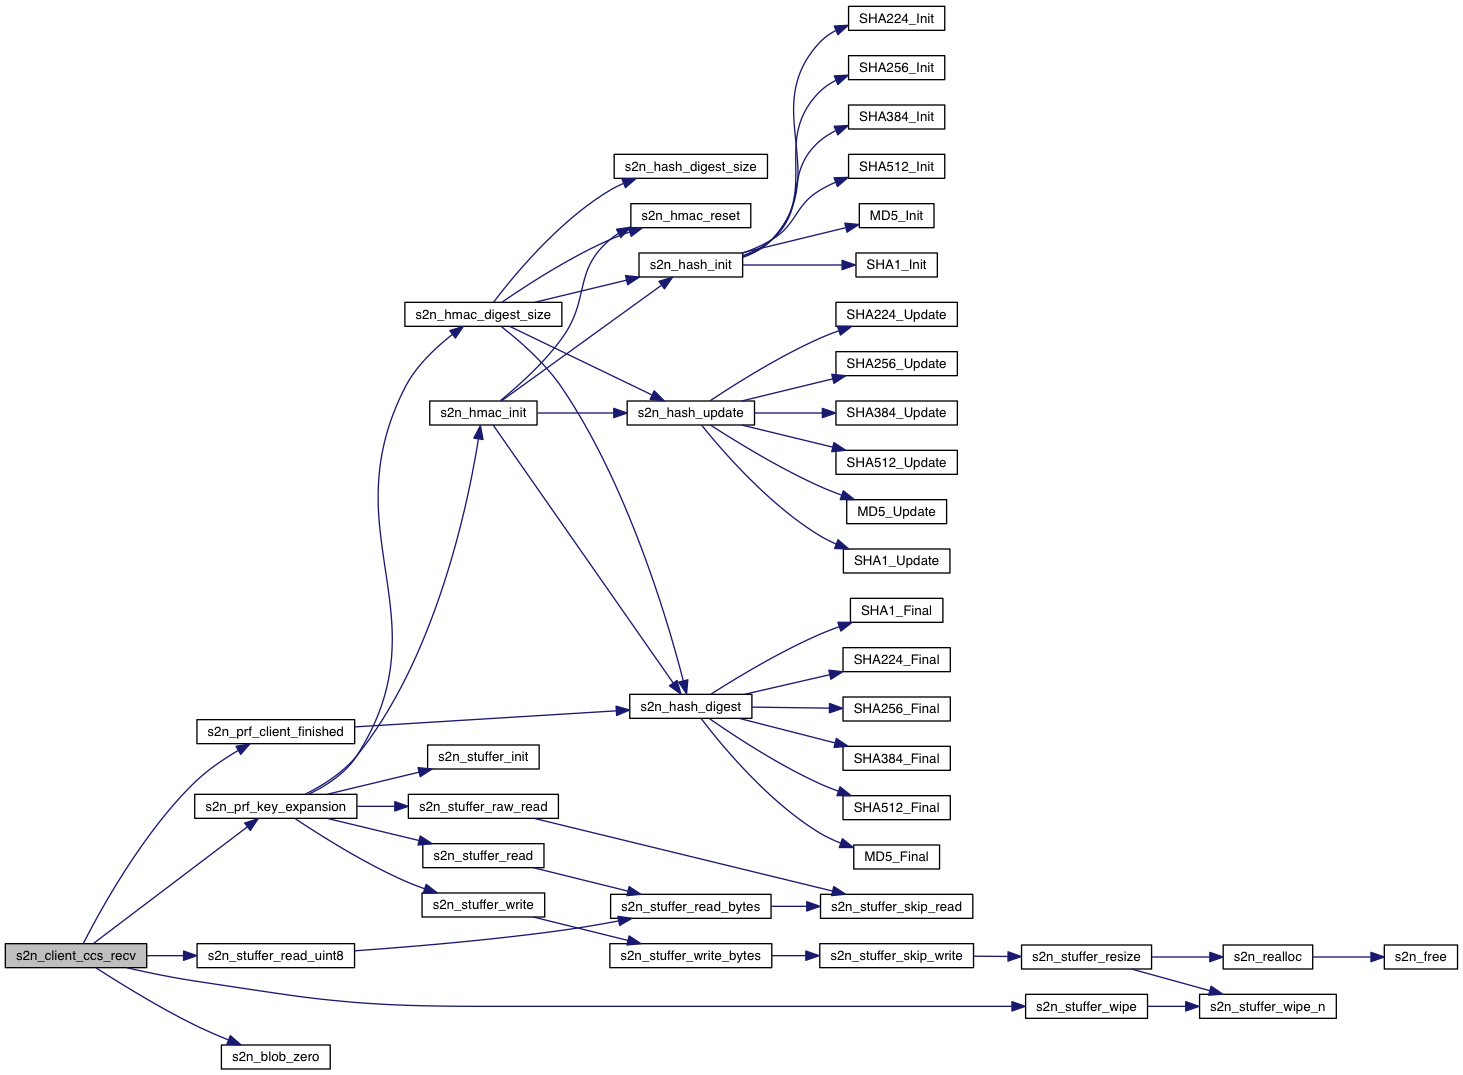 SHA224_Init
SHA256_Init
SHA384_Init
SHA512_Init
s2n_hash_digest_size
s2n_hmac_reset
MD5_Init
s2n_hash_init
SHA1_Init
s2n_hmac_digest_size
SHA224_Update
SHA256_Update
s2n_hmac_init
s2n_hash_update
SHA384_Update
SHA512_Update
MD5_Update
SHA1_Update
SHA1_Final
SHA224_Final
s2n_hash_digest
SHA256_Final
s2n_prf_client_finished
s2n_stuffer_init
SHA384_Final
s2n_prf_key_expansion
s2n_stuffer_raw_read
SHA512_Final
s2n_stuffer_read
MD5_Final
s2n_stuffer_write
s2n_stuffer_read_bytes
s2n_stuffer_skip_read
s2n_client_ccs_recv
s2n_stuffer_read_uint8
s2n_stuffer_write_bytes
s2n_stuffer_skip_write
s2n_stuffer_resize
s2n_realloc
s2n_free
s2n_stuffer_wipe
s2n_stuffer_wipe_n
s2n_blob_zero